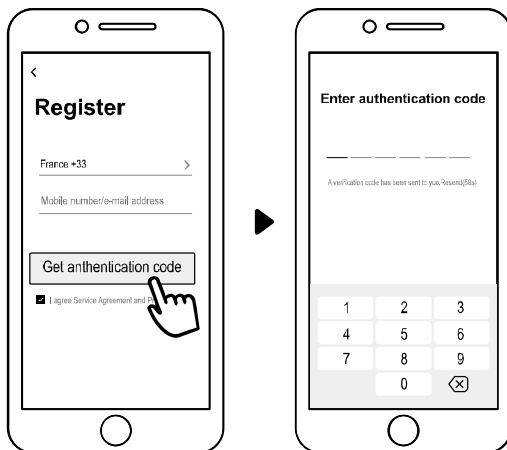 <
Register
France +33 >
Mobile number/e-mail address
Get anthentication code
I agree Service Agreement and
Enter authentication code
A verification code has been sent to you.Resend(58s)
1 2 3
4 5 6
7 8 9
0